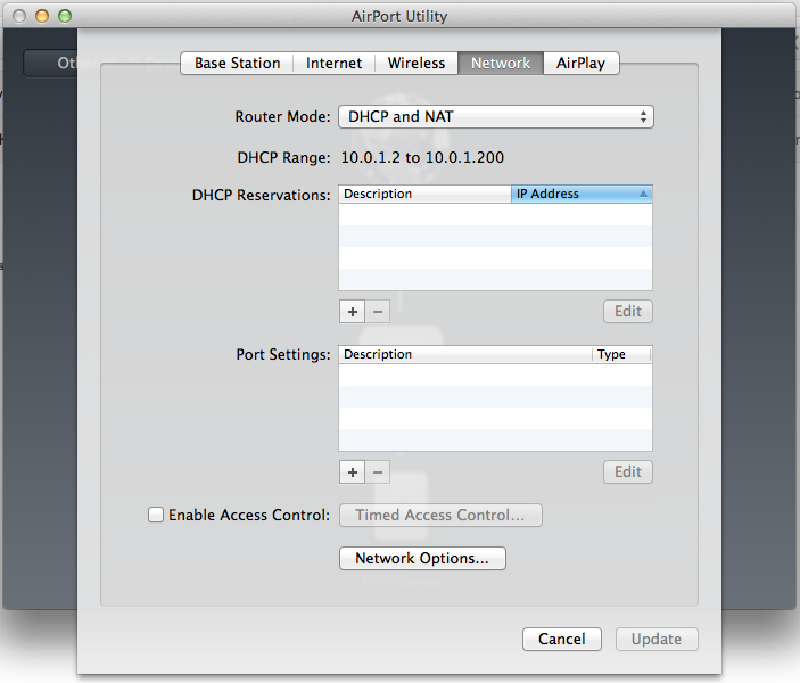 AirPort Utility
Base Station Internet Wireless Network AirPlay
Router Mode: DHCP and NAT
DHCP Range: 10.0.1.2 to 10.0.1.200
DHCP Reservations: Description IP Address
+ − Edit
Port Settings: Description Type
+ − Edit
Enable Access Control: Timed Access Control...
Network Options...
Cancel Update